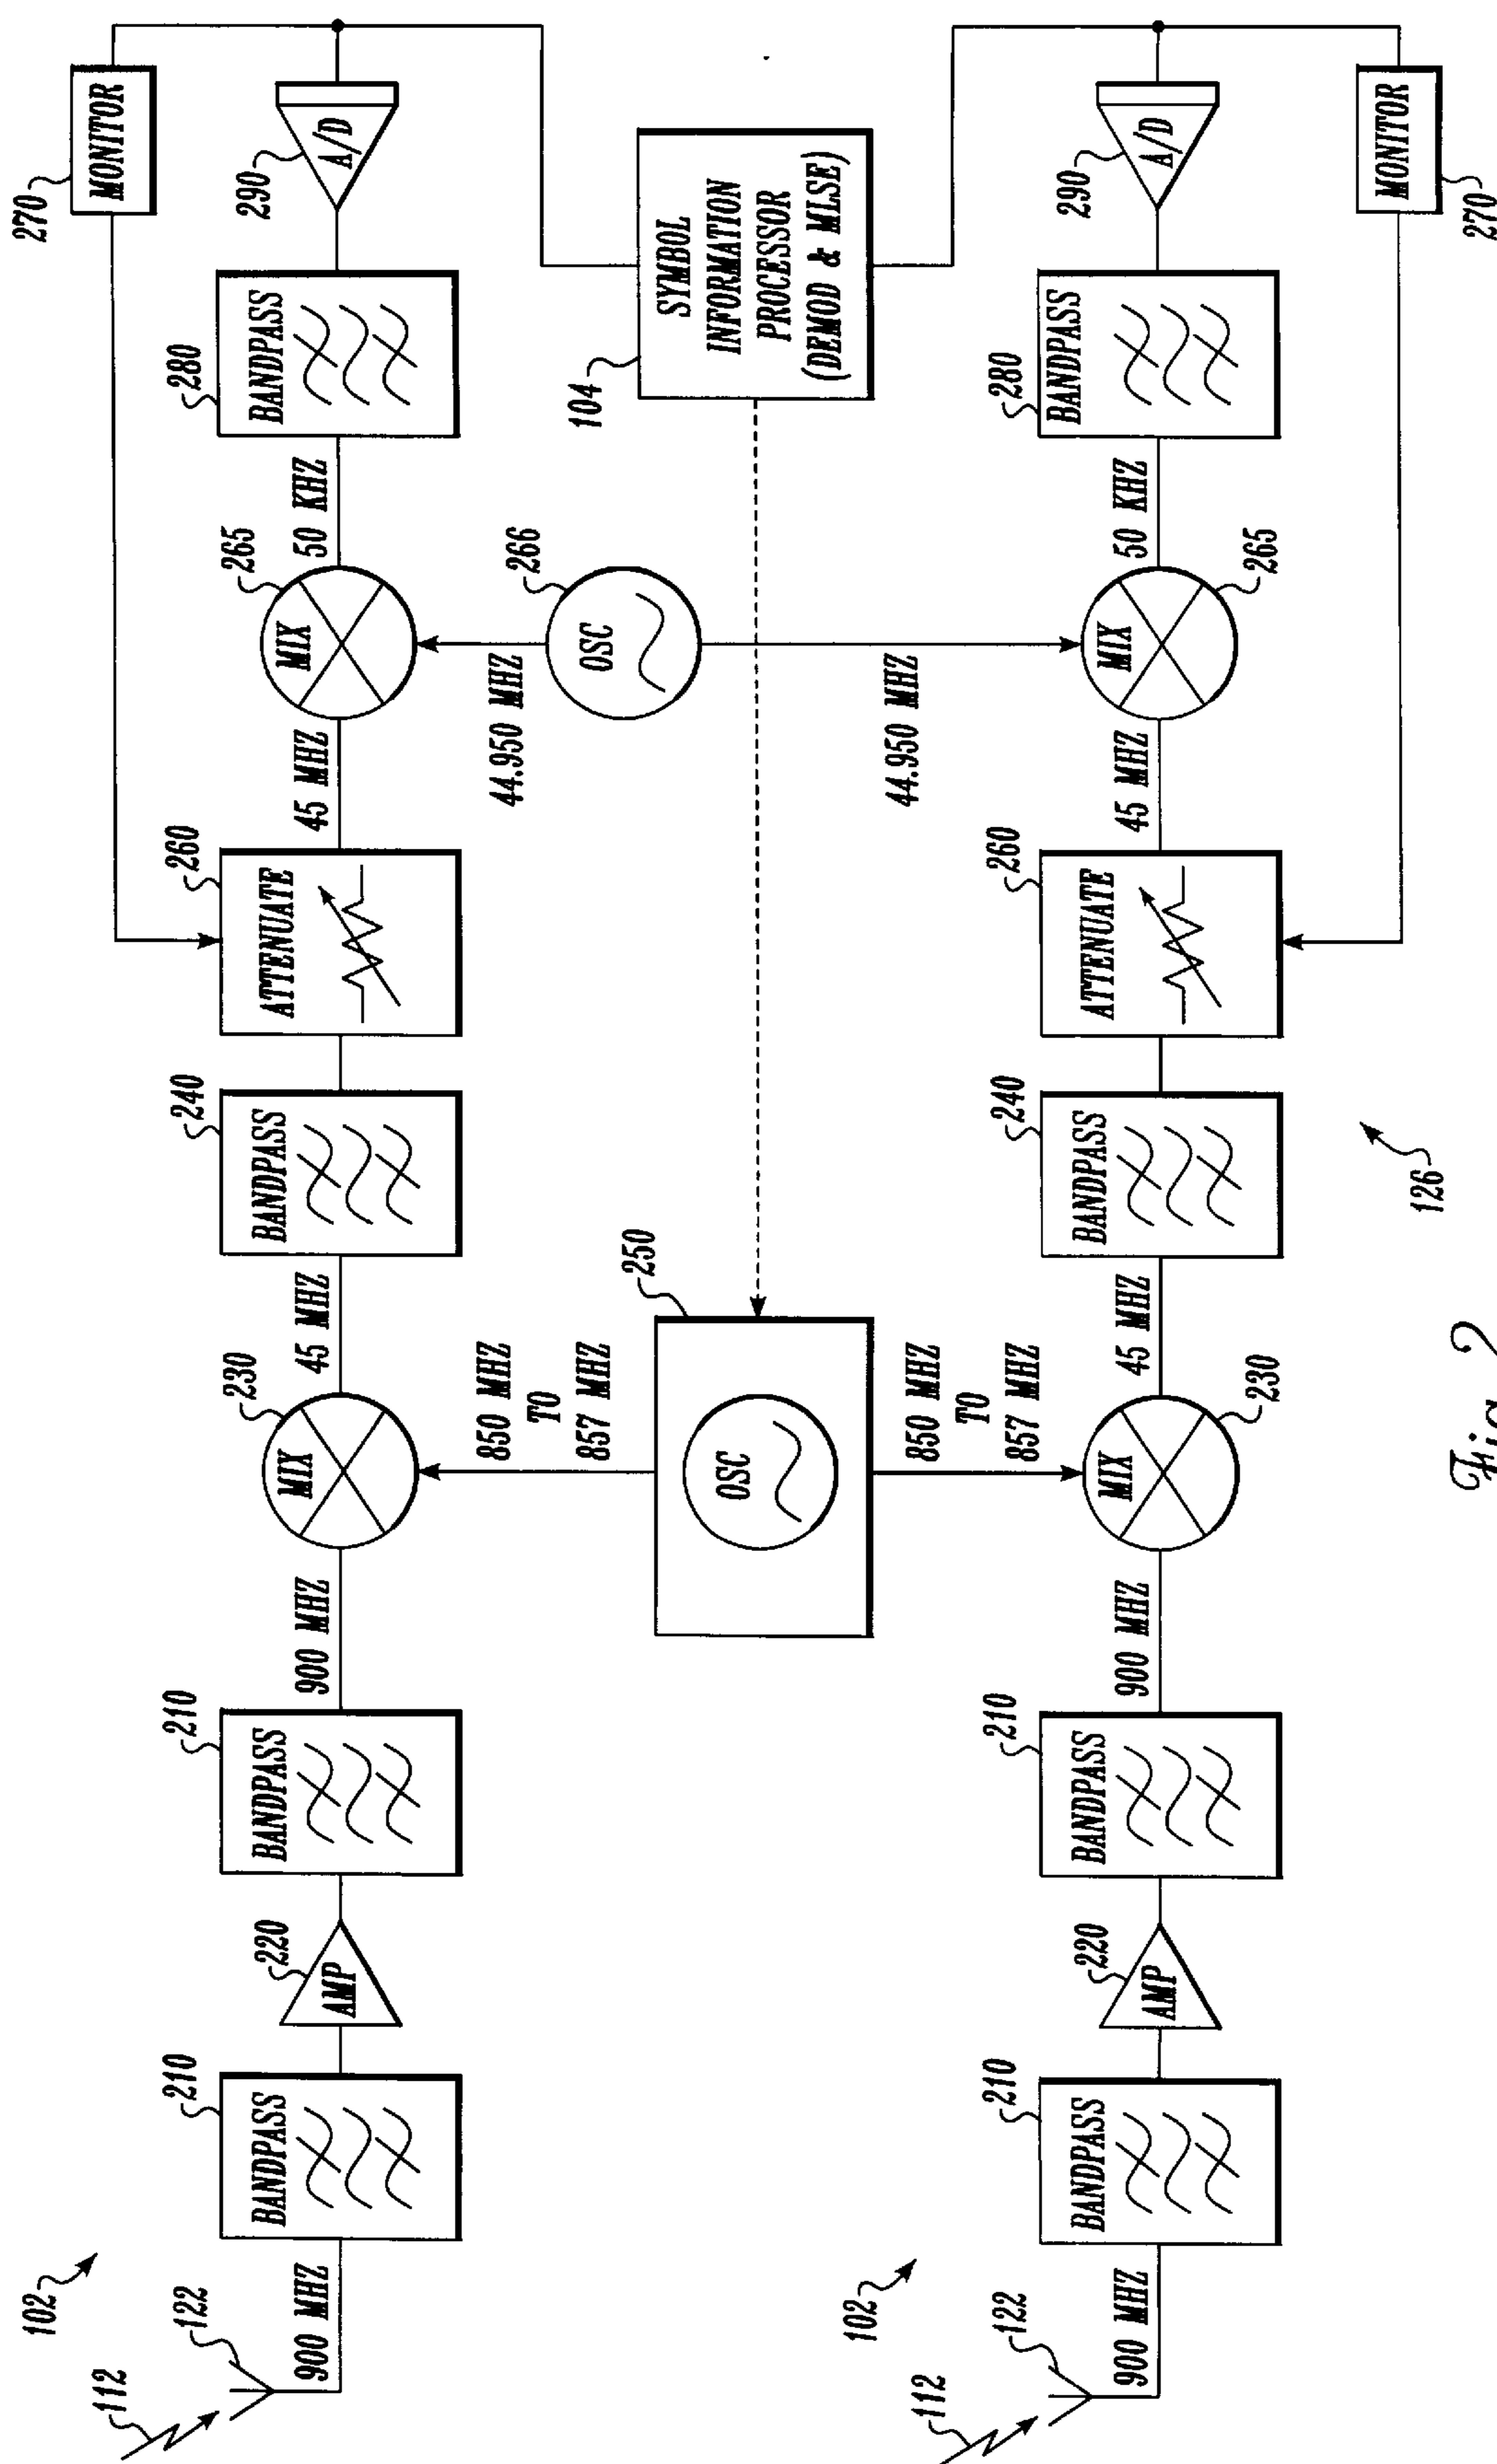 102
112
122
900 MHZ
210
BANDPASS
220
AMP
210
BANDPASS
900 MHZ
230
MIX
45 MHZ
240
BANDPASS
260
ATTENUATE
45 MHZ
265
MIX
50 KHZ
280
BANDPASS
290
A/D
270
MONITOR
850 MHZ
TO
857 MHZ
250
OSC
850 MHZ
TO
857 MHZ
44.950 MHZ
266
OSC
44.950 MHZ
104
SYMBOL
INFORMATION
PROCESSOR
(DEMOD & MLSE)
102
112
122
900 MHZ
210
BANDPASS
220
AMP
210
BANDPASS
900 MHZ
230
MIX
45 MHZ
240
BANDPASS
260
ATTENUATE
45 MHZ
265
MIX
50 KHZ
280
BANDPASS
290
A/D
270
MONITOR
126
Fig. 2